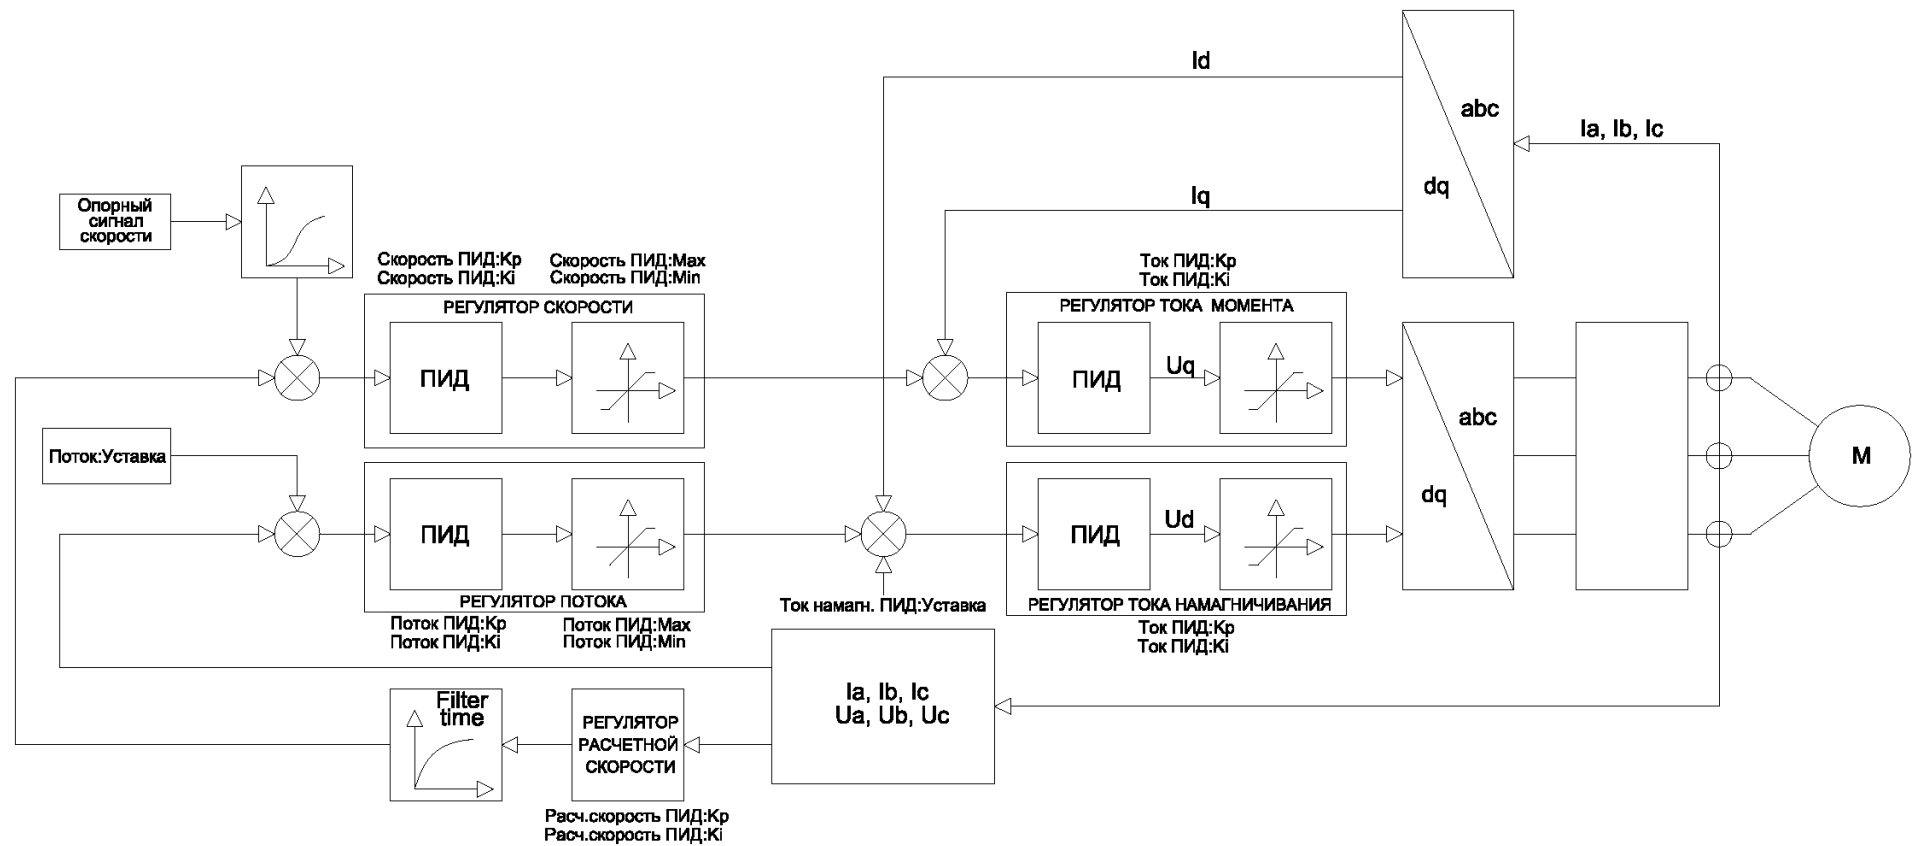 Id
abc
Ia, Ib, Ic
dq
Iq
Опорный
сигнал
скорости
Скорость ПИД:Kp
Скорость ПИД:Ki
Скорость ПИД:Max
Скорость ПИД:Min
Ток ПИД:Kp
Ток ПИД:Ki
РЕГУЛЯТОР СКОРОСТИ
РЕГУЛЯТОР ТОКА МОМЕНТА
ПИД
ПИД
Uq
abc
Поток:Уставка
M
dq
ПИД
ПИД
Ud
РЕГУЛЯТОР ПОТОКА
Ток намагн. ПИД:Уставка
РЕГУЛЯТОР ТОКА НАМАГНИЧИВАНИЯ
Поток ПИД:Kp
Поток ПИД:Ki
Поток ПИД:Max
Поток ПИД:Min
Ток ПИД:Kp
Ток ПИД:Ki
Filter
time
РЕГУЛЯТОР
РАСЧЕТНОЙ
СКОРОСТИ
Ia, Ib, Ic
Ua, Ub, Uc
Расч.скорость ПИД:Kp
Расч.скорость ПИД:Ki